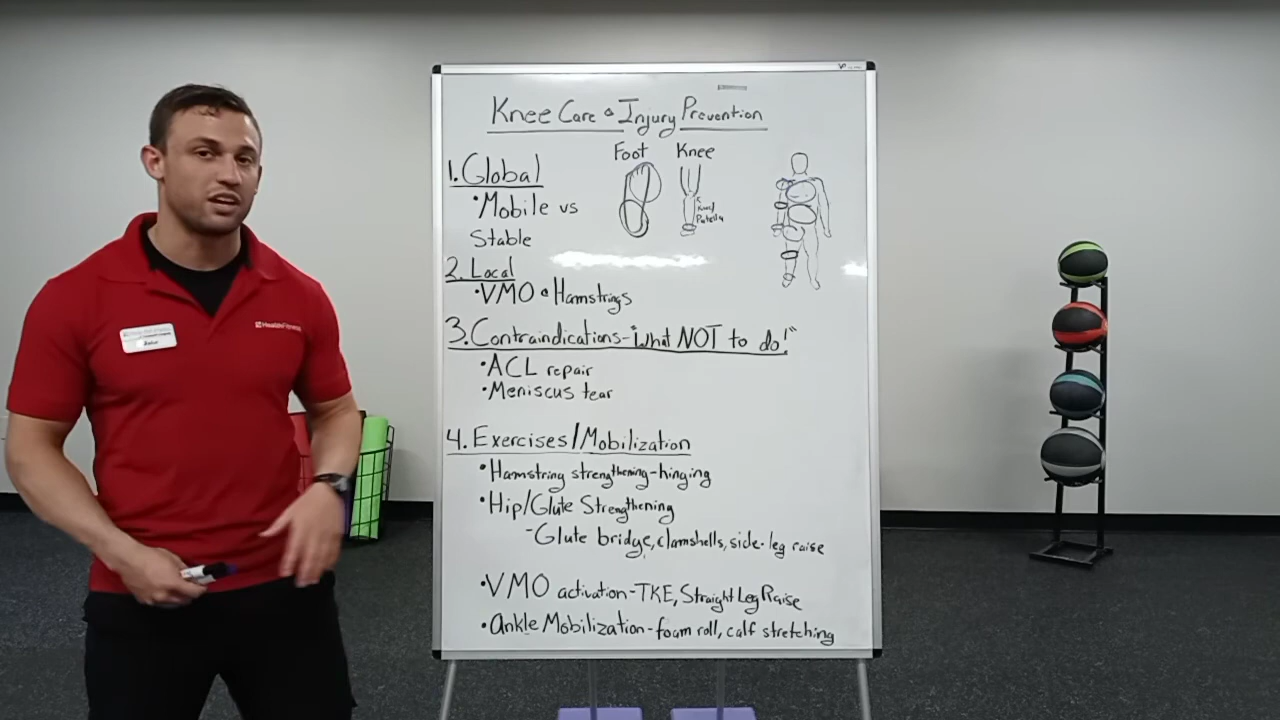 Knee Care & Injury Prevention
Foot Knee
1. Global
•Mobile vs
Stable
Patella
2. Local
•VMO & Hamstrings
3. Contraindications-"What NOT to do!"
•ACL repair
•Meniscus tear
4. Exercises/Mobilization
•Hamstring strengthening-hinging
•Hip/Glute Strengthening
-Glute bridge, clamshells, side-leg raise
•VMO activation-TKE, Straight Leg Raise
•Ankle Mobilization-foam roll, calf stretching
HealthFitness